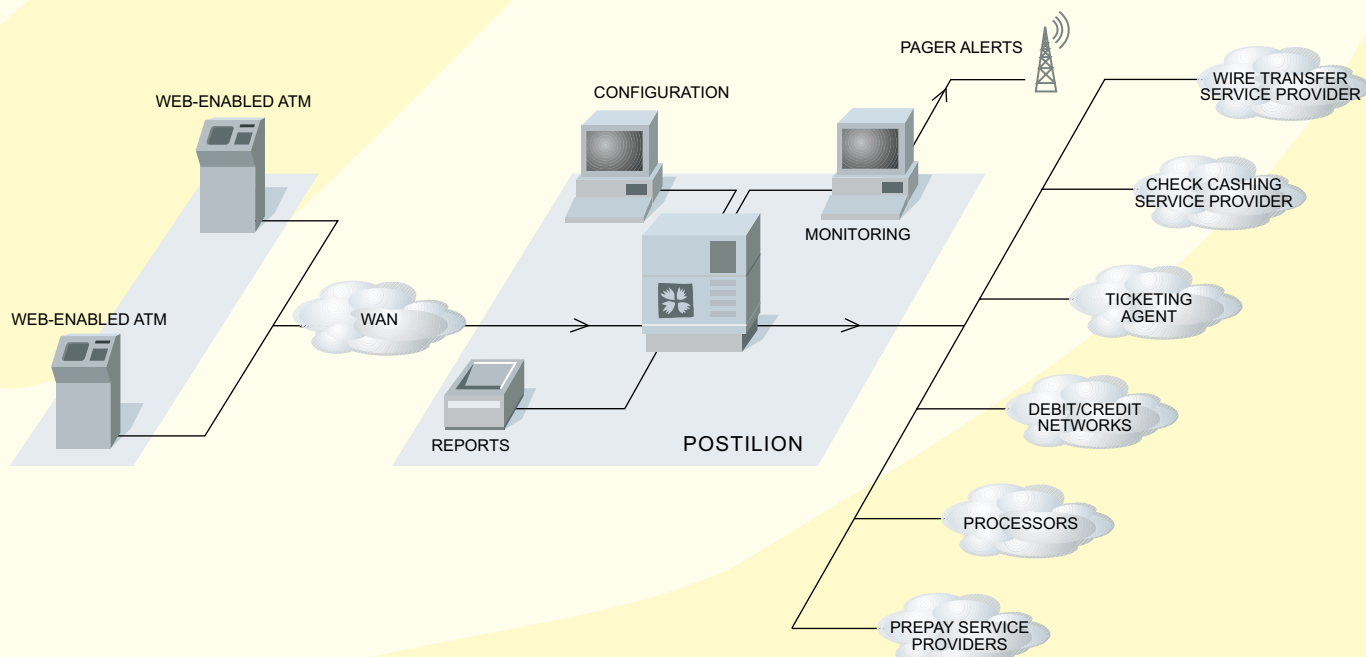 PAGER ALERTS
WIRE TRANSFER
SERVICE PROVIDER
WEB-ENABLED ATM
CONFIGURATION
CHECK CASHING
SERVICE PROVIDER
MONITORING
TICKETING
AGENT
WEB-ENABLED ATM
WAN
DEBIT/CREDIT
NETWORKS
REPORTS
POSTILION
PROCESSORS
PREPAY SERVICE
PROVIDERS